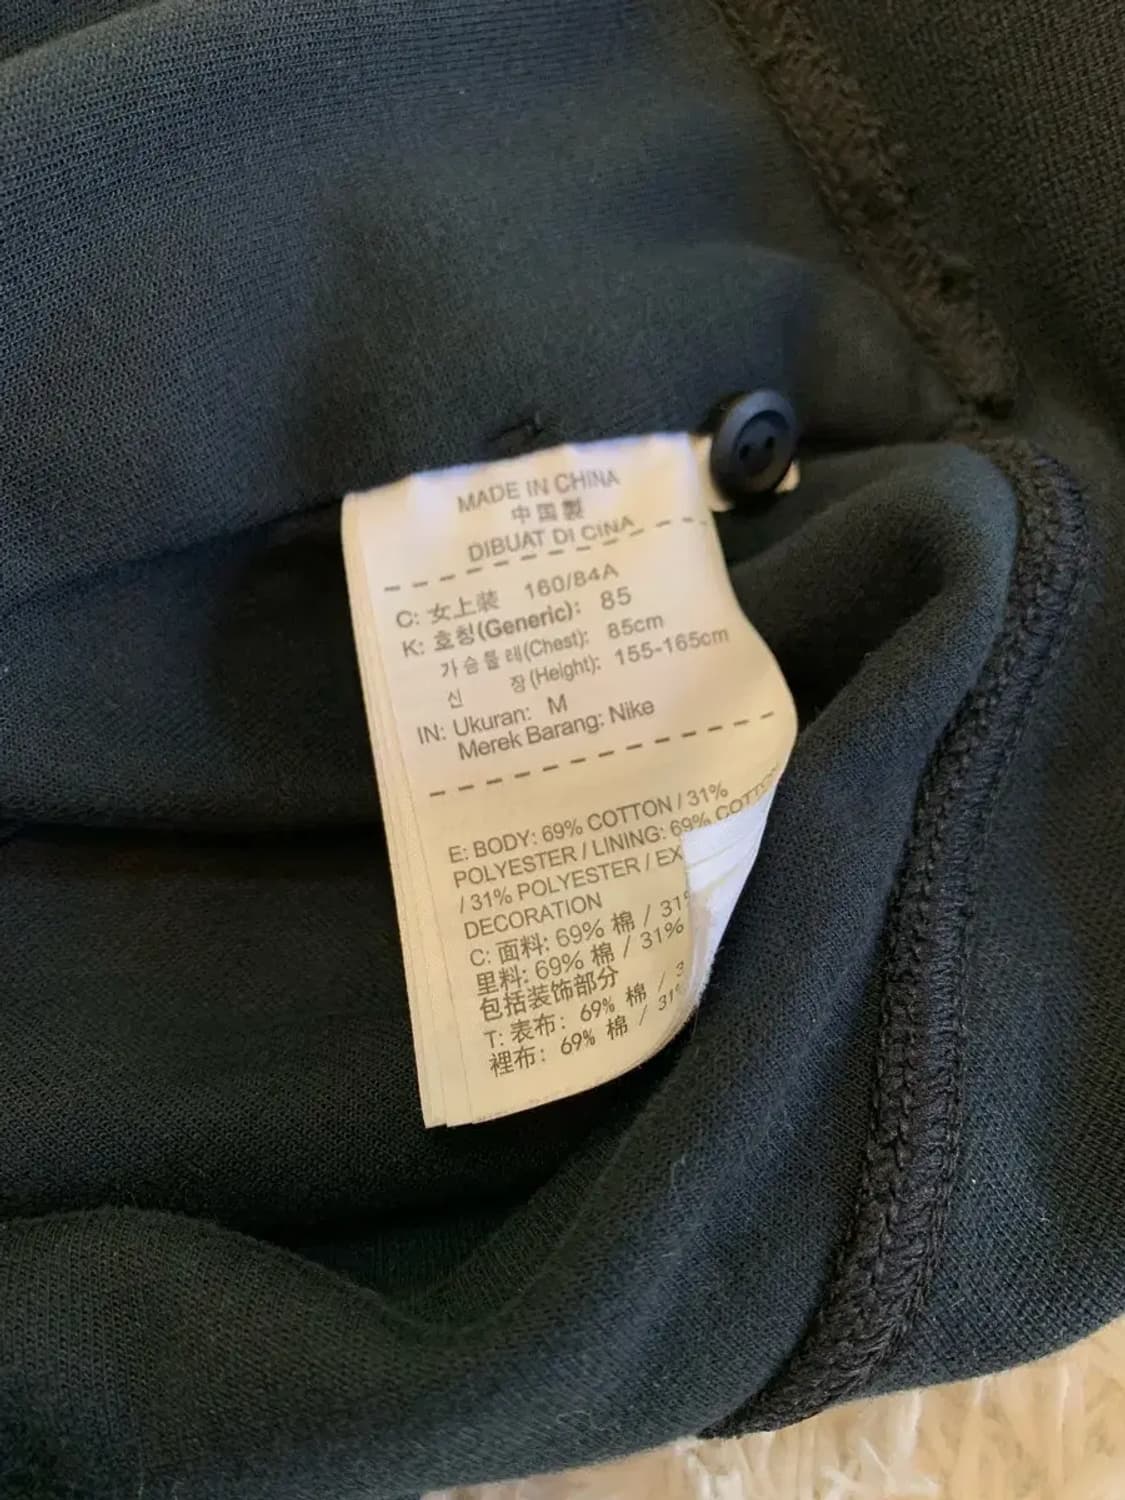 MADE IN CHINA
中国製
DIBUAT DI CINA
C: 女上装 160/84A
K: 호칭(Generic): 85
가슴둘레(Chest): 85cm
신 장(Height): 155-165cm
IN: Ukuran: M
Merek Barang: Nike
E: BODY: 69% COTTON / 31%
POLYESTER / LINING: 69% COTTON
/ 31% POLYESTER / EX
DECORATION
C: 面料: 69% 棉 / 31%
里料: 69% 棉 / 31%
包括装饰部分
T: 表布: 69% 棉 / 3
裡布: 69% 棉 / 31%